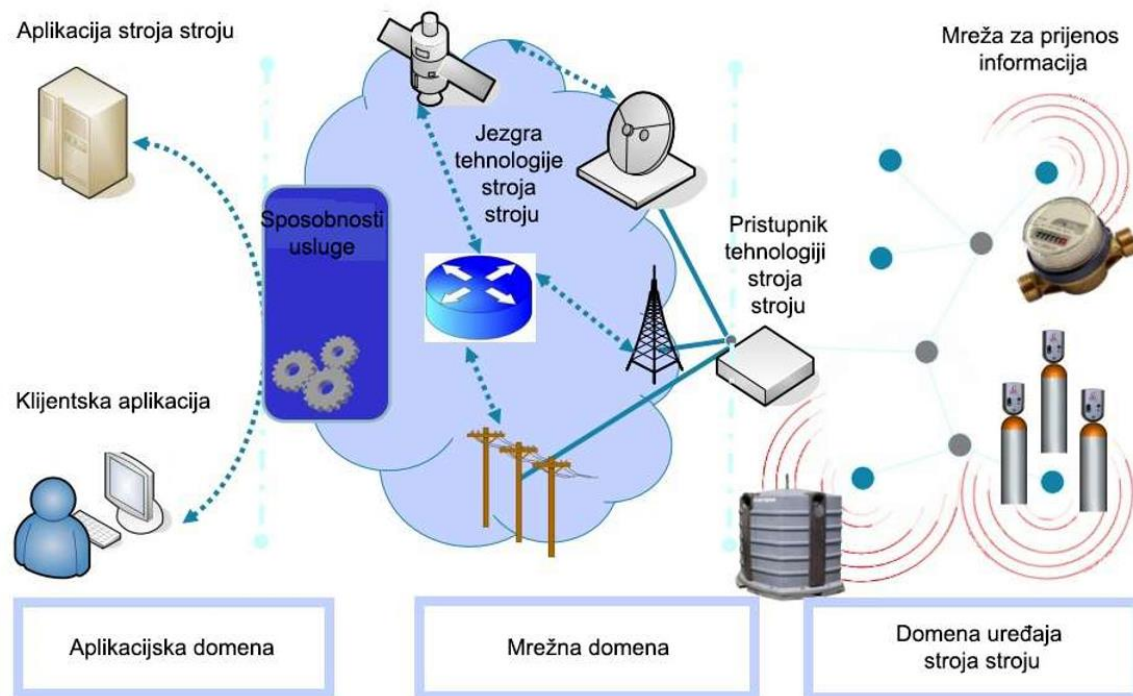 Aplikacija stroja stroju
Mreža za prijenos
informacija
Jezgra
tehnologije
stroja
stroju
Sposobnosti
usluge
Pristupnik
tehnologiji
stroja
stroju
Klijentska aplikacija
Aplikacijska domena
Mrežna domena
Domena uređaja
stroja stroju